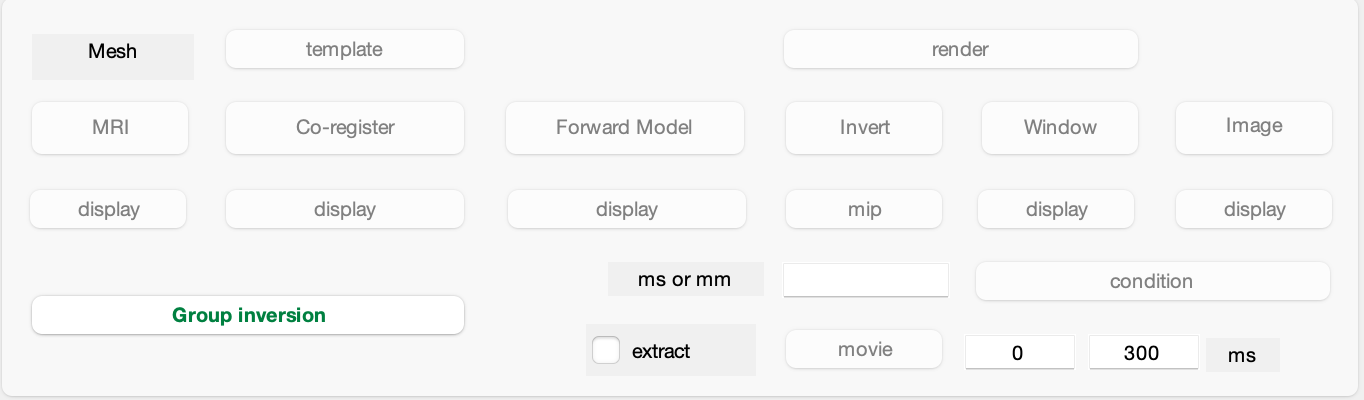 Mesh template render
MRI Co-register Forward Model Invert Window Image
display display display mip display display
ms or mm condition
Group inversion
extract movie 0 300 ms